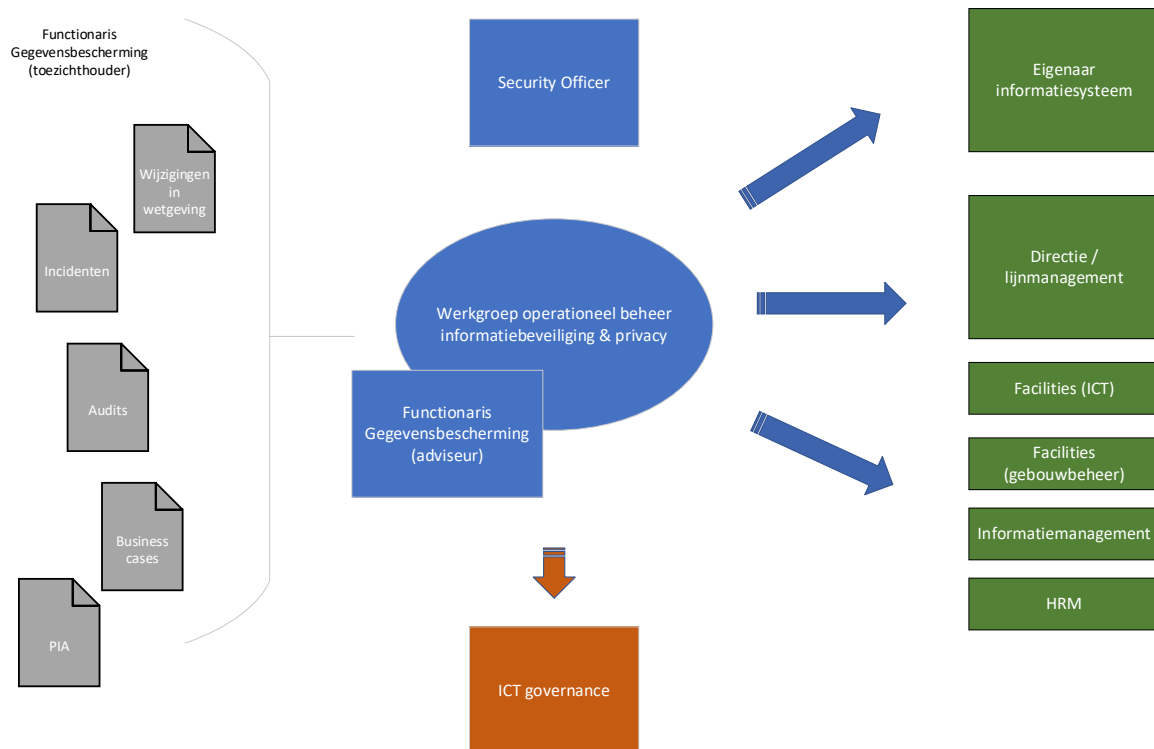 Functionaris
Gegevensbescherming
(toezichthouder)
Wijzigingen
in
wetgeving
Incidenten
Audits
Business
cases
PIA
Security Officer
Werkgroep operationeel beheer
informatiebeveiliging & privacy
Functionaris
Gegevensbescherming
(adviseur)
ICT governance
Eigenaar
informatiesysteem
Directie /
lijnmanagement
Facilities (ICT)
Facilities
(gebouwbeheer)
Informatiemanagement
HRM